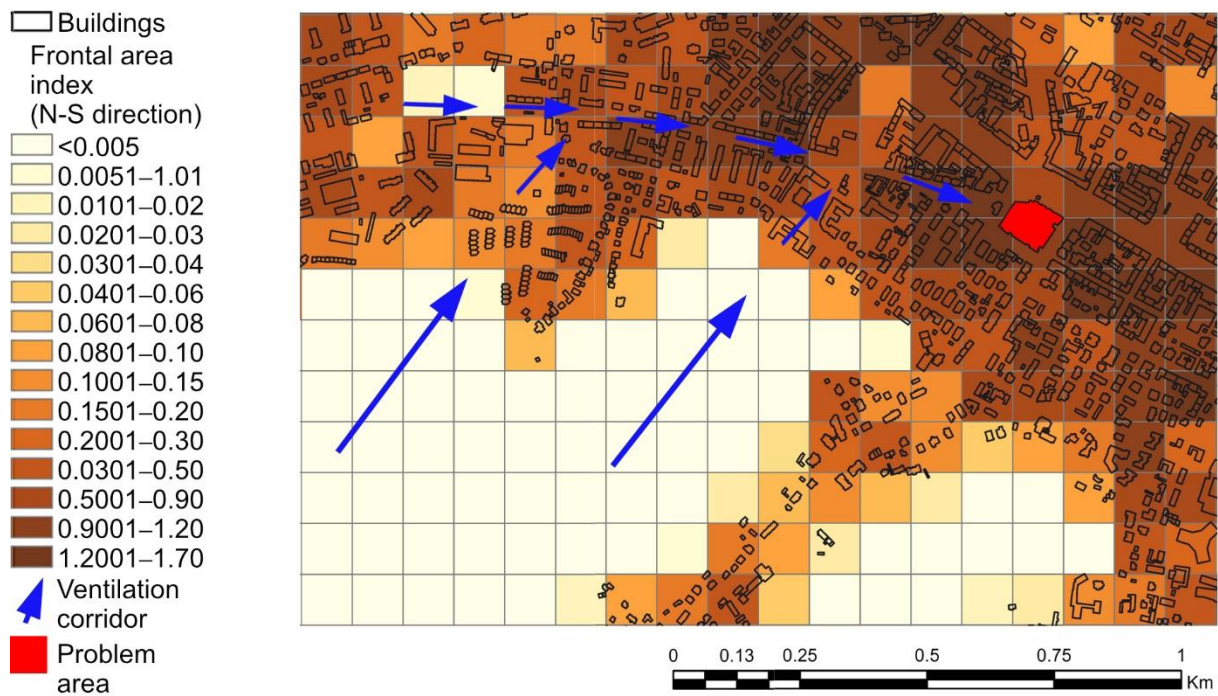 Buildings
Frontal area
index
(N-S direction)
<0.005
0.0051–1.01
0.0101–0.02
0.0201–0.03
0.0301–0.04
0.0401–0.06
0.0601–0.08
0.0801–0.10
0.1001–0.15
0.1501–0.20
0.2001–0.30
0.0301–0.50
0.5001–0.90
0.9001–1.20
1.2001–1.70
Ventilation
corridor
Problem
area
0 0.13 0.25 0.5 0.75 1
Km